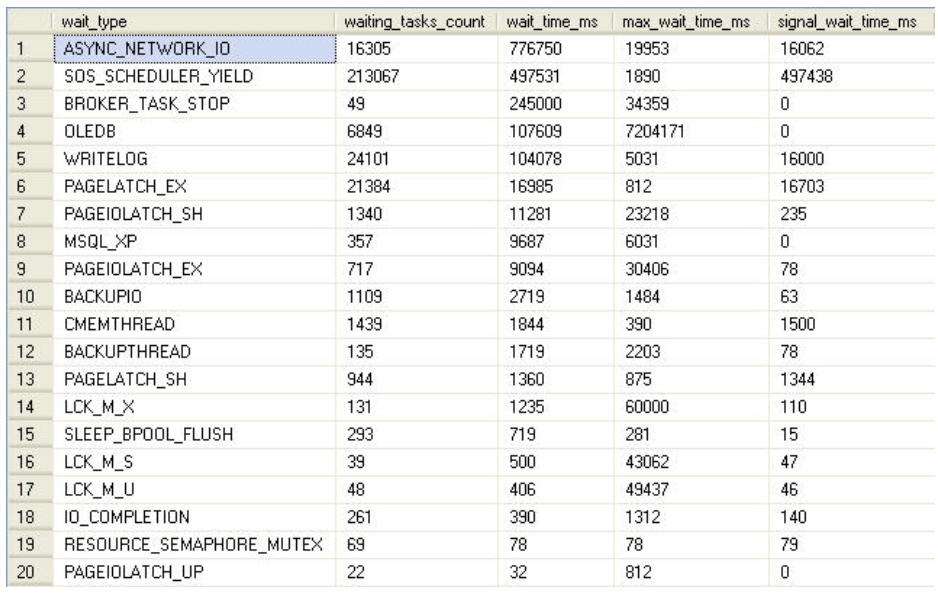 wait_type waiting_tasks_count wait_time_ms max_wait_time_ms signal_wait_time_ms
1 ASYNC_NETWORK_IO 16305 776750 19953 16062
2 SOS_SCHEDULER_YIELD 213067 497531 1890 497438
3 BROKER_TASK_STOP 49 245000 34359 0
4 OLEDB 6849 107609 7204171 0
5 WRITELOG 24101 104078 5031 16000
6 PAGELATCH_EX 21384 16985 812 16703
7 PAGEIOLATCH_SH 1340 11281 23218 235
8 MSQL_XP 357 9687 6031 0
9 PAGEIOLATCH_EX 717 9094 30406 78
10 BACKUPIO 1109 2719 1484 63
11 CMEMTHREAD 1439 1844 390 1500
12 BACKUPTHREAD 135 1719 2203 78
13 PAGELATCH_SH 944 1360 875 1344
14 LCK_M_X 131 1235 60000 110
15 SLEEP_BPOOL_FLUSH 293 719 281 15
16 LCK_M_S 39 500 43062 47
17 LCK_M_U 48 406 49437 46
18 IO_COMPLETION 261 390 1312 140
19 RESOURCE_SEMAPHORE_MUTEX 69 78 78 79
20 PAGEIOLATCH_UP 22 32 812 0